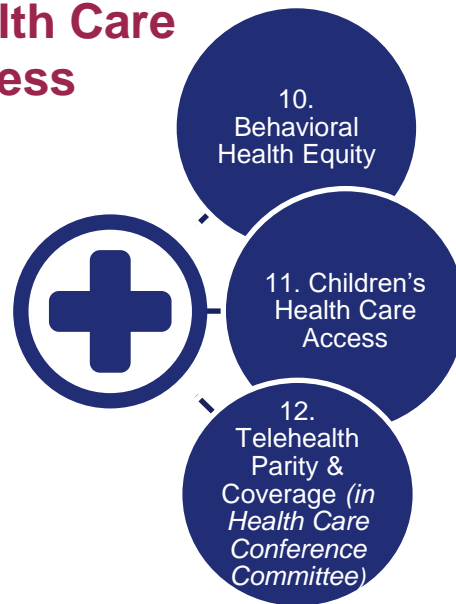 lth Care
ess
10.
Behavioral
Health Equity
11. Children’s
Health Care
Access
12.
Telehealth
Parity &
Coverage (in
Health Care
Conference
Committee)